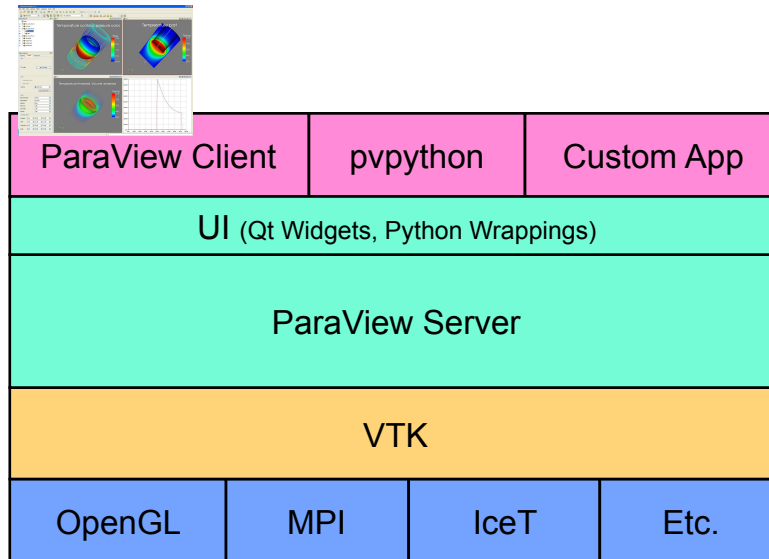 ParaView Client
pvpython
Custom App
UI (Qt Widgets, Python Wrappings)
ParaView Server
VTK
OpenGL
MPI
IceT
Etc.